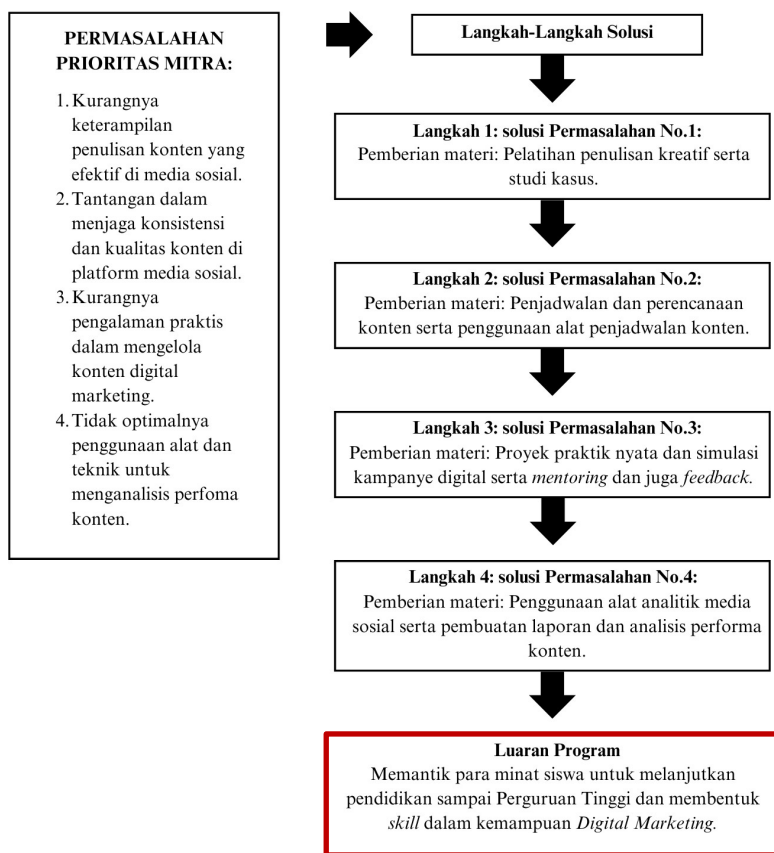 PERMASALAHAN
PRIORITAS MITRA:
1. Kurangnya
keterampilan
penulisan konten yang
efektif di media sosial.
2. Tantangan dalam
menjaga konsistensi
dan kualitas konten di
platform media sosial.
3. Kurangnya
pengalaman praktis
dalam mengelola
konten digital
marketing.
4. Tidak optimalnya
penggunaan alat dan
teknik untuk
menganalisis perfoma
konten.
Langkah-Langkah Solusi
Langkah 1: solusi Permasalahan No.1:
Pemberian materi: Pelatihan penulisan kreatif serta
studi kasus.
Langkah 2: solusi Permasalahan No.2:
Pemberian materi: Penjadwalan dan perencanaan
konten serta penggunaan alat penjadwalan konten.
Langkah 3: solusi Permasalahan No.3:
Pemberian materi: Proyek praktik nyata dan simulasi
kampanye digital serta mentoring dan juga feedback.
Langkah 4: solusi Permasalahan No.4:
Pemberian materi: Penggunaan alat analitik media
sosial serta pembuatan laporan dan analisis performa
konten.
Luaran Program
Memantik para minat siswa untuk melanjutkan
pendidikan sampai Perguruan Tinggi dan membentuk
skill dalam kemampuan Digital Marketing.